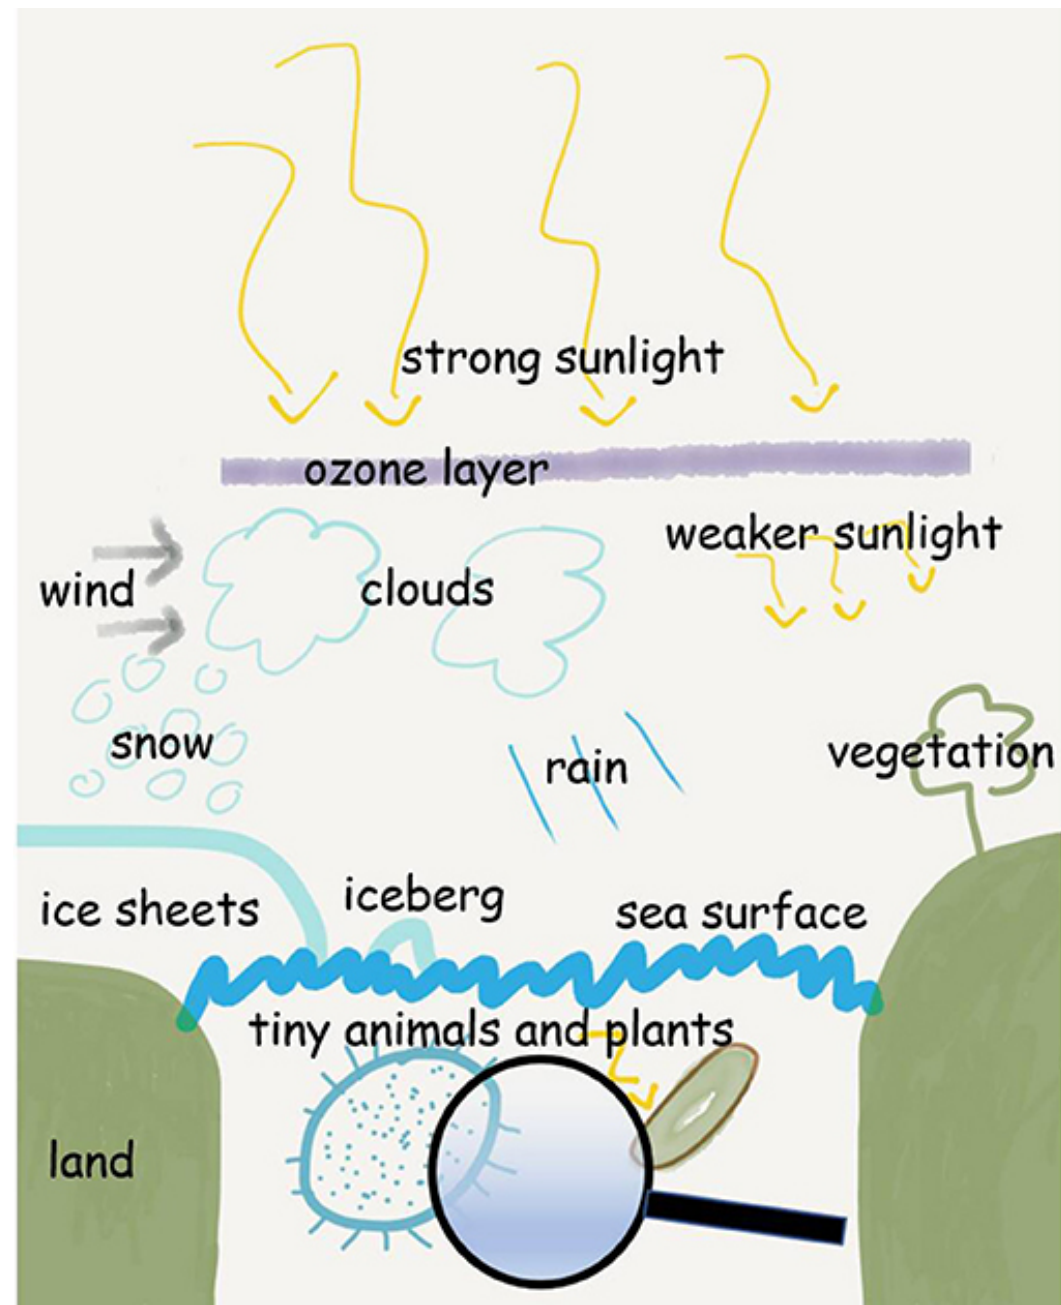 strong sunlight
ozone layer
weaker sunlight
wind
clouds
snow
rain
vegetation
ice sheets
iceberg
sea surface
tiny animals and plants
land